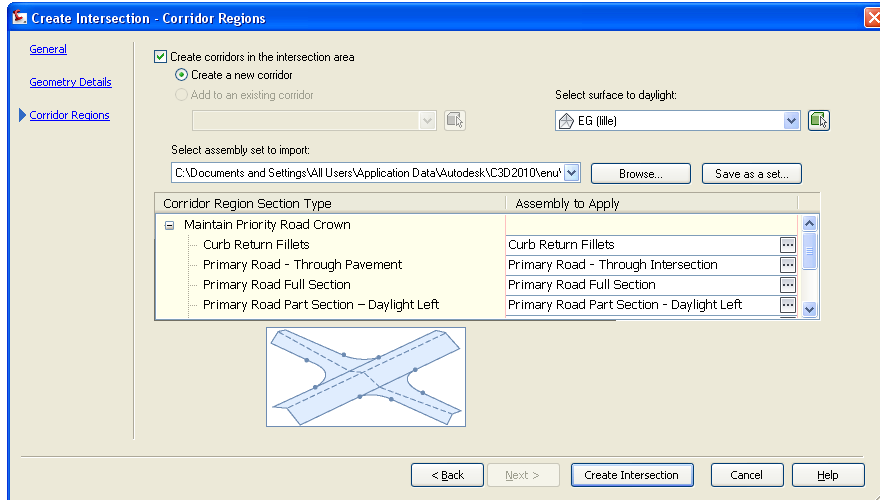 Create Intersection - Corridor Regions
General
Geometry Details
Corridor Regions
Create corridors in the intersection area
Create a new corridor
Add to an existing corridor
Select surface to daylight:
EG (lille)
Select assembly set to import:
C:\Documents and Settings\All Users\Application Data\Autodesk\C3D2010\enu\
Browse...
Save as a set...
Corridor Region Section Type Assembly to Apply
Maintain Priority Road Crown
Curb Return Fillets Curb Return Fillets
Primary Road - Through Pavement Primary Road - Through Intersection
Primary Road Full Section Primary Road Full Section
Primary Road Part Section – Daylight Left Primary Road Part Section - Daylight Left
< Back Next > Create Intersection Cancel Help